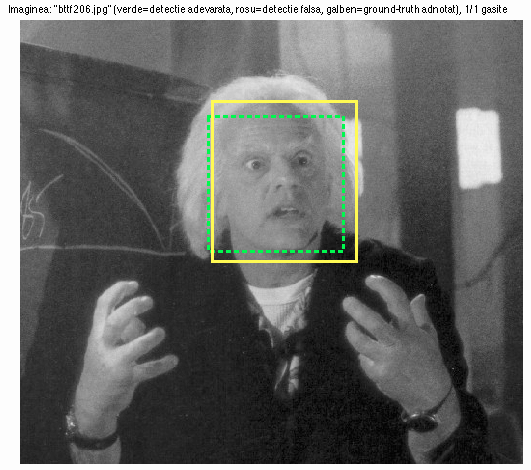 Imaginea: "bttf206.jpg" (verde=detectie adevarata, rosu=detectie falsa, galben=ground-truth adnotat), 1/1 gasite